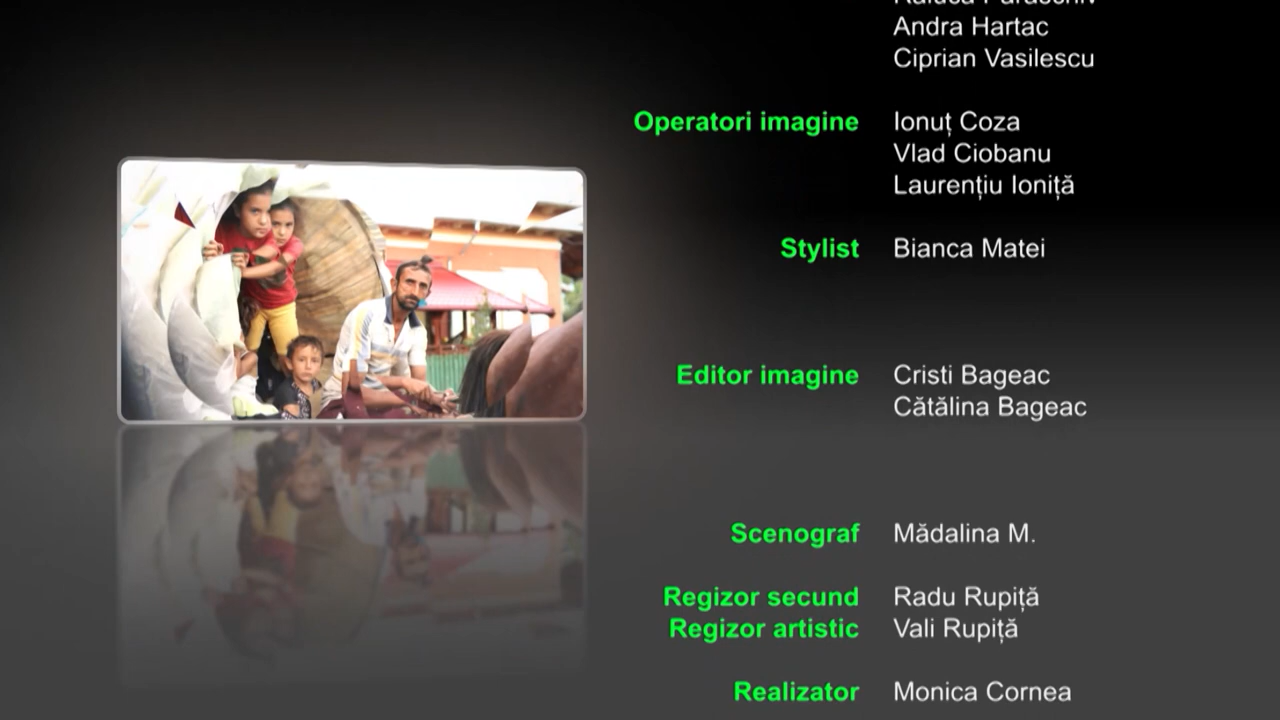 Andra Hartac
Ciprian Vasilescu
Operatori imagine Ionuț Coza
Vlad Ciobanu
Laurențiu Ioniță
Stylist Bianca Matei
Editor imagine Cristi Bageac
Cătălina Bageac
Scenograf Mădalina M.
Regizor secund Radu Rupiță
Regizor artistic Vali Rupiță
Realizator Monica Cornea